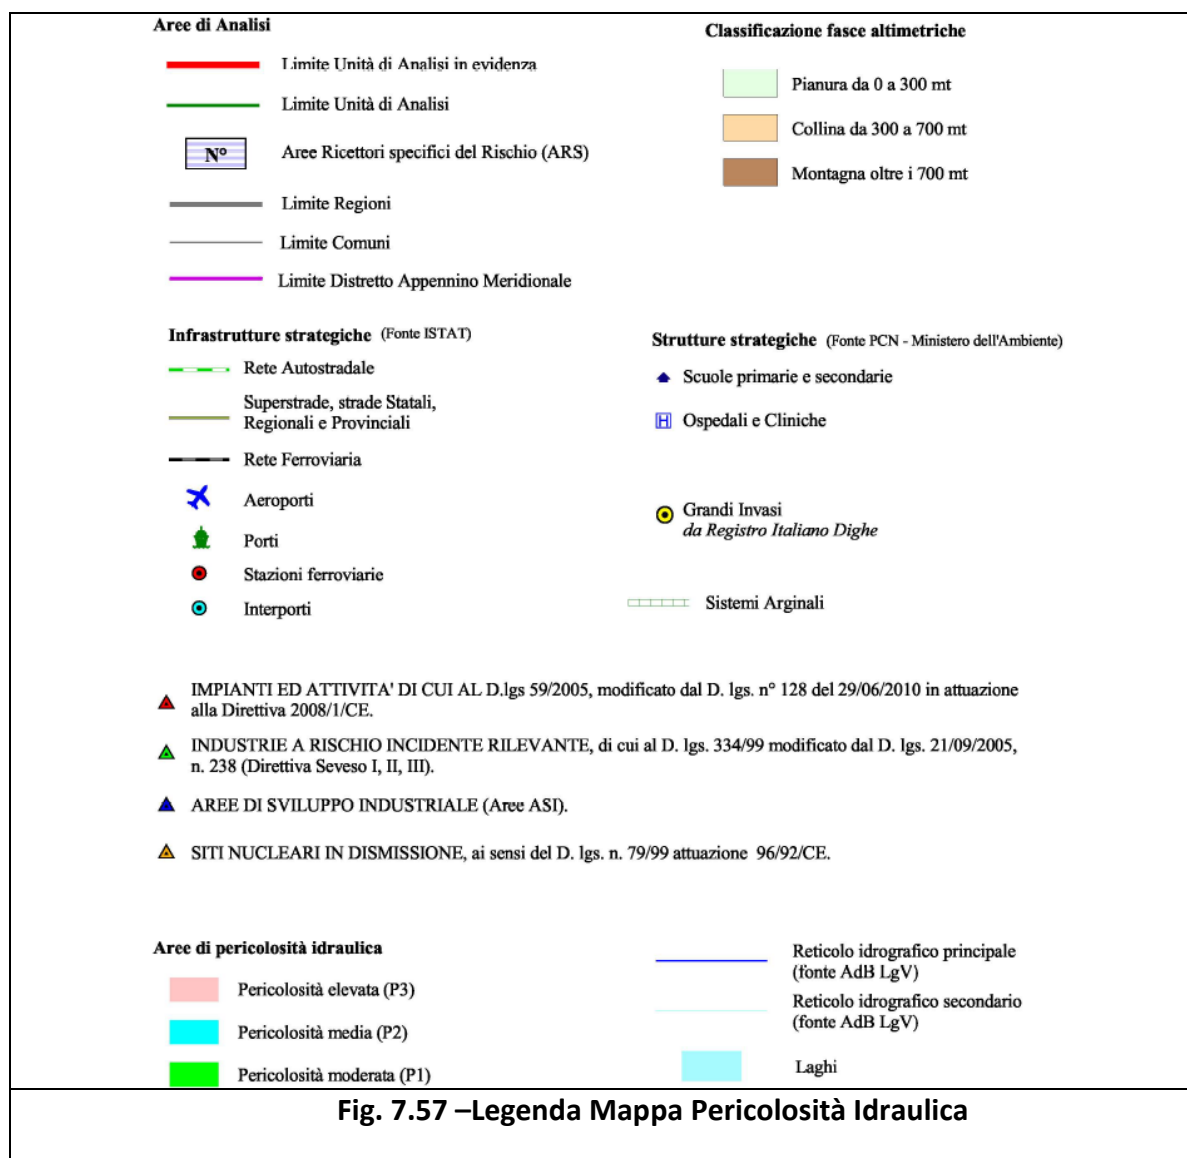 Aree di Analisi
Limite Unità di Analisi in evidenza
Limite Unità di Analisi
N°
Aree Ricettori specifici del Rischio (ARS)
Limite Regioni
Limite Comuni
Limite Distretto Appennino Meridionale
Classificazione fasce altimetriche
Pianura da 0 a 300 mt
Collina da 300 a 700 mt
Montagna oltre i 700 mt
Infrastrutture strategiche (Fonte ISTAT)
Rete Autostradale
Superstrade, strade Statali,
Regionali e Provinciali
Rete Ferroviaria
Aeroporti
Porti
Stazioni ferroviarie
Interporti
Strutture strategiche (Fonte PCN - Ministero dell'Ambiente)
Scuole primarie e secondarie
H
Ospedali e Cliniche
Grandi Invasi
da Registro Italiano Dighe
Sistemi Arginali
IMPIANTI ED ATTIVITA' DI CUI AL D.lgs 59/2005, modificato dal D. lgs. n° 128 del 29/06/2010 in attuazione
alla Direttiva 2008/1/CE.
INDUSTRIE A RISCHIO INCIDENTE RILEVANTE, di cui al D. lgs. 334/99 modificato dal D. lgs. 21/09/2005,
n. 238 (Direttiva Seveso I, II, III).
AREE DI SVILUPPO INDUSTRIALE (Aree ASI).
SITI NUCLEARI IN DISMISSIONE, ai sensi del D. lgs. n. 79/99 attuazione 96/92/CE.
Aree di pericolosità idraulica
Pericolosità elevata (P3)
Pericolosità media (P2)
Pericolosità moderata (P1)
Reticolo idrografico principale
(fonte AdB LgV)
Reticolo idrografico secondario
(fonte AdB LgV)
Laghi
Fig. 7.57 –Legenda Mappa Pericolosità Idraulica